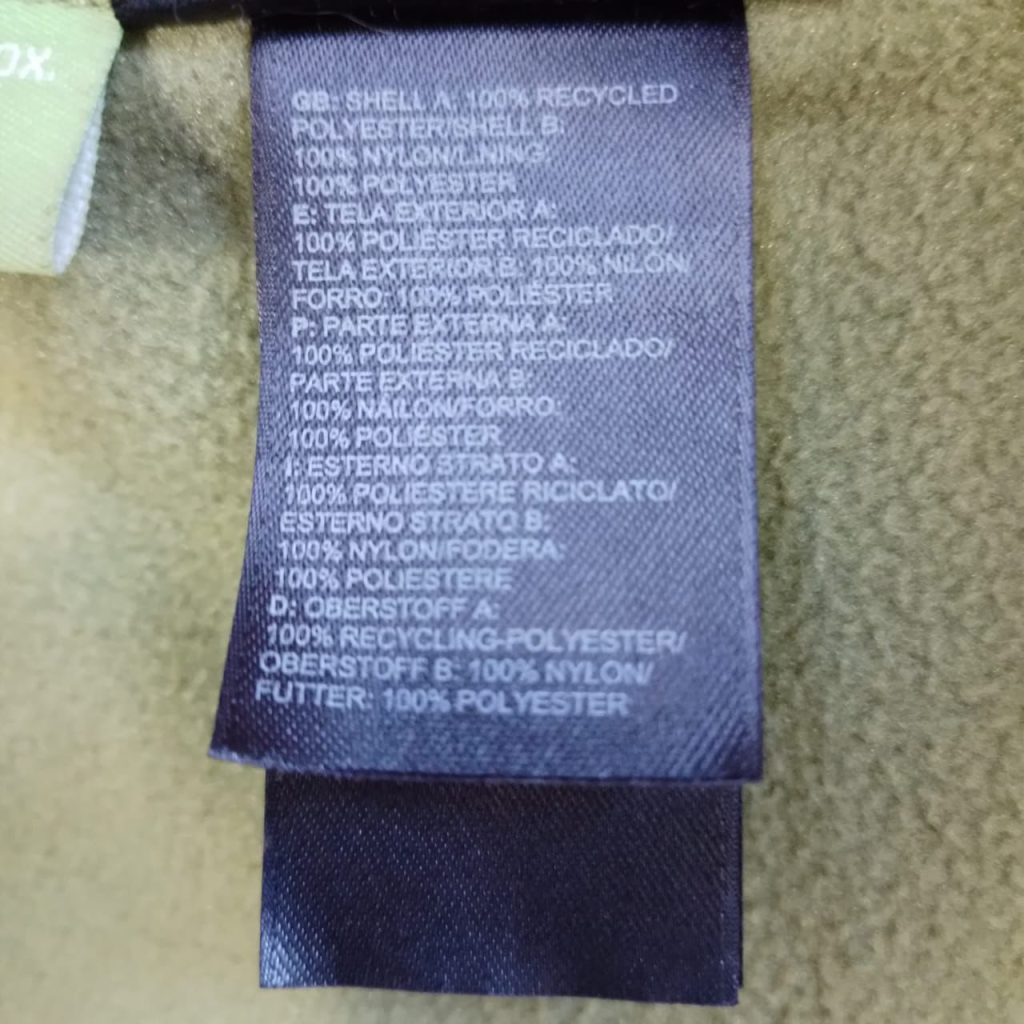 ox.
GB: SHELL A: 100% RECYCLED
POLYESTER/SHELL B:
100% NYLON/LINING:
100% POLYESTER
E: TELA EXTERIOR A:
100% POLIÉSTER RECICLADO/
TELA EXTERIOR B: 100% NILÓN/
FORRO: 100% POLIÉSTER
P: PARTE EXTERNA A:
100% POLIÉSTER RECICLADO/
PARTE EXTERNA B:
100% NÁILON/FORRO:
100% POLIÉSTER
I: ESTERNO STRATO A:
100% POLIESTERE RICICLATO/
ESTERNO STRATO B:
100% NYLON/FODERA:
100% POLIESTERE
D: OBERSTOFF A:
100% RECYCLING-POLYESTER/
OBERSTOFF B: 100% NYLON/
FUTTER: 100% POLYESTER